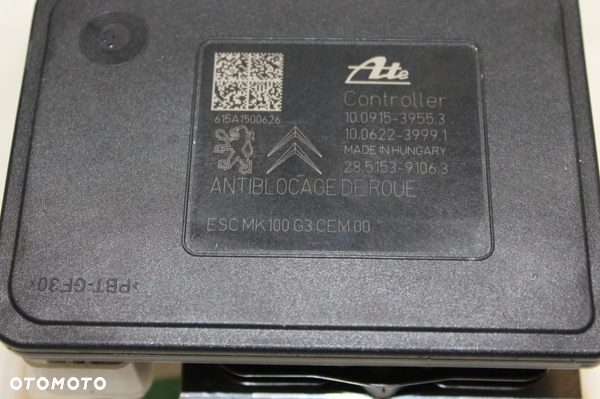 Ate
615A1500626
Controller
10.0915-3955.3
10.0622-3999.1
MADE IN HUNGARY
28.5153-9106.3
ANTIBLOCAGE DE ROUE
ESC MK100 G3 CEM 00
>PBT-GF30<
OTOMOTO